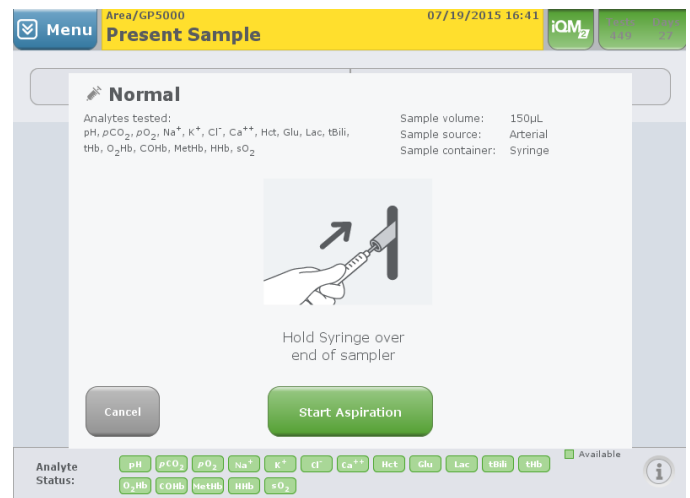 Menu
Area/GP5000
07/19/2015 16:41
Present Sample
iQM2
449
27
Normal
Analytes tested:
pH, pCO2, pO2, Na+, K+, Cl-, Ca++, Hct, Glu, Lac, tBili,
tHb, O2Hb, COHb, MetHb, HHb, sO2
Sample volume: 150µL
Sample source: Arterial
Sample container: Syringe
Hold Syringe over
end of sampler
Cancel
Start Aspiration
Analyte
Status:
pH pCO2 pO2 Na+ K+ Cl- Ca++ Hct Glu Lac tBili tHb
O2Hb COHb MetHb HHb sO2
Available
i